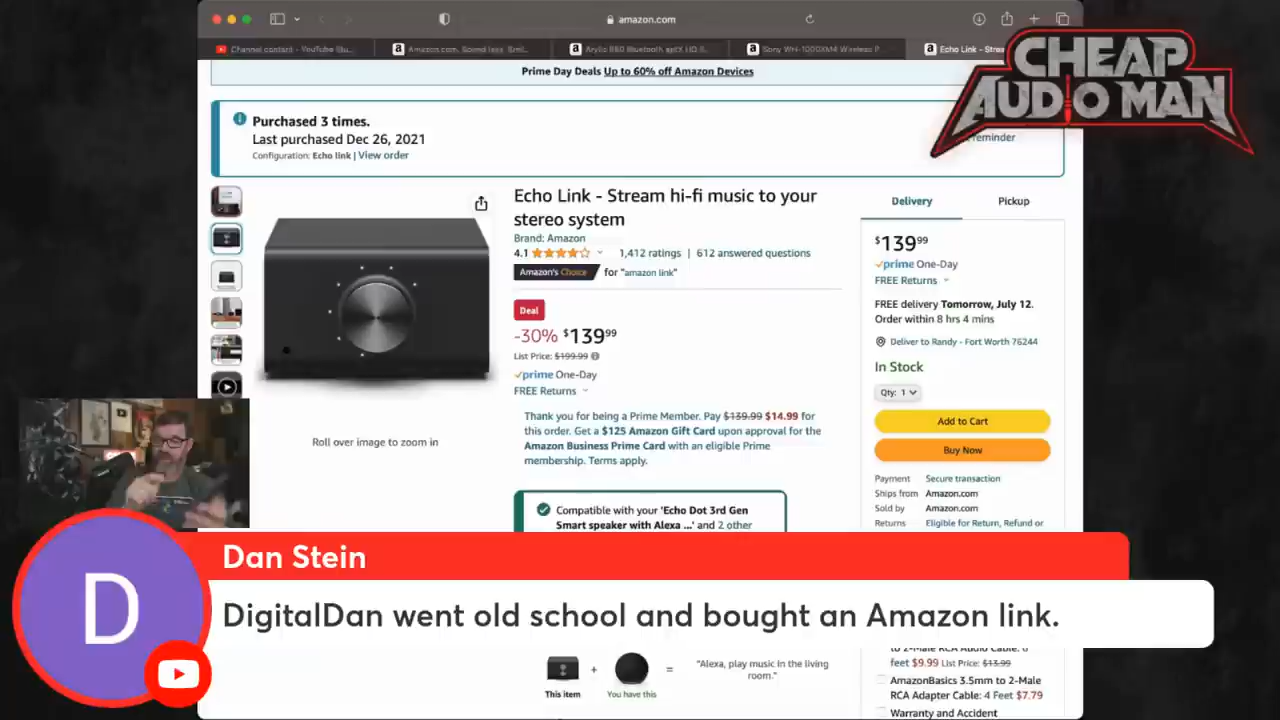 amazon.com
Channel content - YouTube Stu...
Amazon.com. Spend less. Smil...
Arylic B50 Bluetooth aptX HD S...
Sony WH-1000XM4 Wireless P...
Echo Link - Strea
CHEAP
AUDIO MAN
Prime Day Deals Up to 60% off Amazon Devices
Purchased 3 times.
Last purchased Dec 26, 2021
Configuration: Echo link | View order
reminder
Echo Link - Stream hi-fi music to your
stereo system
Brand: Amazon
4.1 1,412 ratings | 612 answered questions
Amazon's Choice for "amazon link"
Deal
-30% $139⁹⁹
List Price: $199.99
prime One-Day
FREE Returns
Thank you for being a Prime Member. Pay $139.99 $14.99 for
this order. Get a $125 Amazon Gift Card upon approval for the
Amazon Business Prime Card with an eligible Prime
membership. Terms apply.
Roll over image to zoom in
Compatible with your 'Echo Dot 3rd Gen
Smart speaker with Alexa ...' and 2 other
Delivery
Pickup
$139⁹⁹
prime One-Day
FREE Returns
FREE delivery Tomorrow, July 12.
Order within 8 hrs 4 mins
Deliver to Randy - Fort Worth 76244
In Stock
Qty: 1
Add to Cart
Buy Now
Payment Secure transaction
Ships from Amazon.com
Sold by Amazon.com
Returns Eligible for Return, Refund or
D
Dan Stein
DigitalDan went old school and bought an Amazon link.
+
=
"Alexa, play music in the living
room."
This item
You have this
to 2-Male RCA Audio Cable: 8
feet $9.99 List Price: $13.99
AmazonBasics 3.5mm to 2-Male
RCA Adapter Cable: 4 Feet $7.79
Warranty and Accident